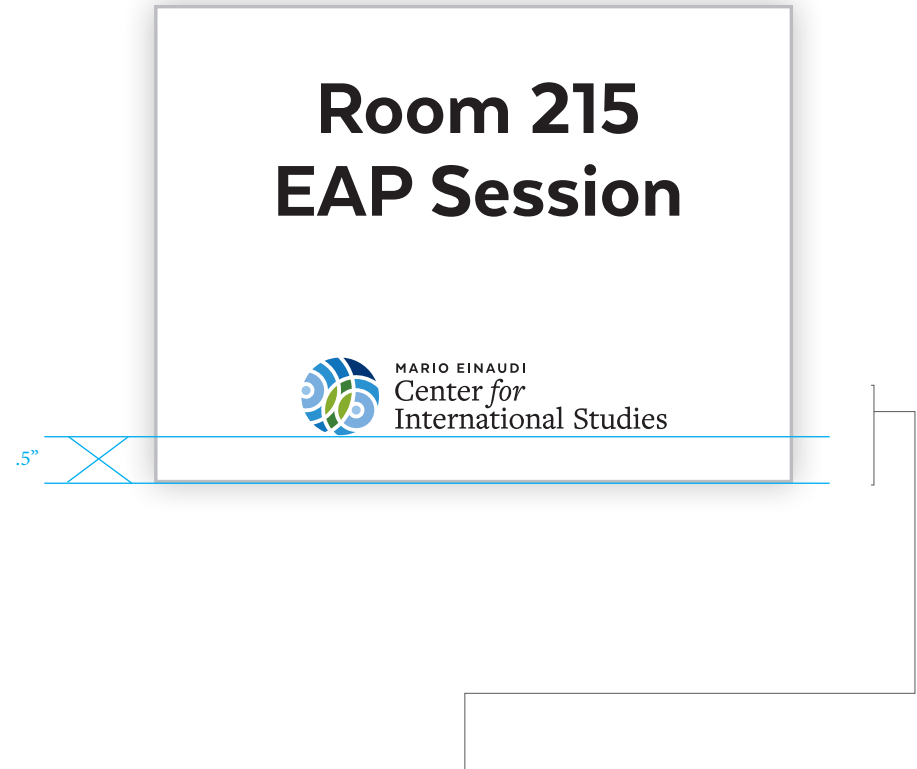 Room 215
EAP Session
MARIO EINAUDI
Center for
International Studies
.5”